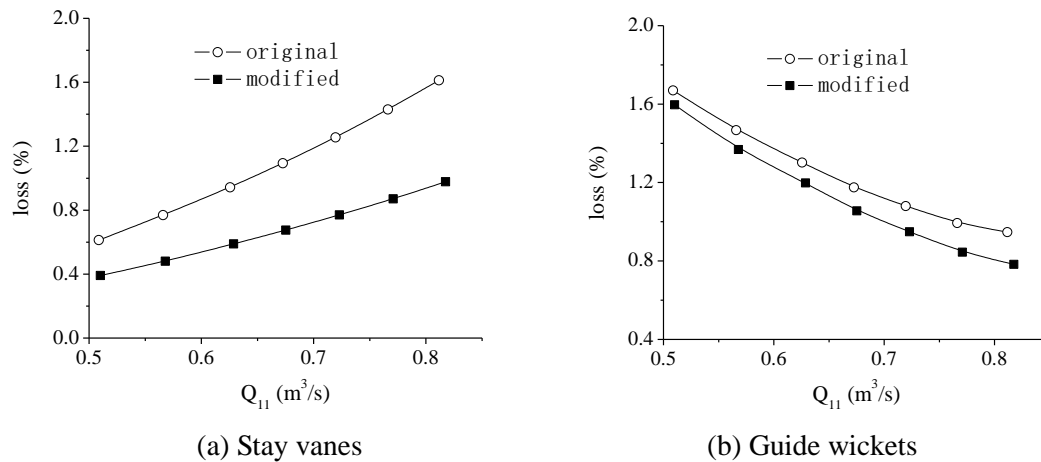 2.0
1.6
1.2
0.8
0.4
0.0
loss (%)
original
modified
0.5
0.6
0.7
0.8
Q11 (m3/s)
(a) Stay vanes
2.0
1.6
1.2
0.8
0.4
loss (%)
original
modified
0.5
0.6
0.7
0.8
Q11 (m3/s)
(b) Guide wickets